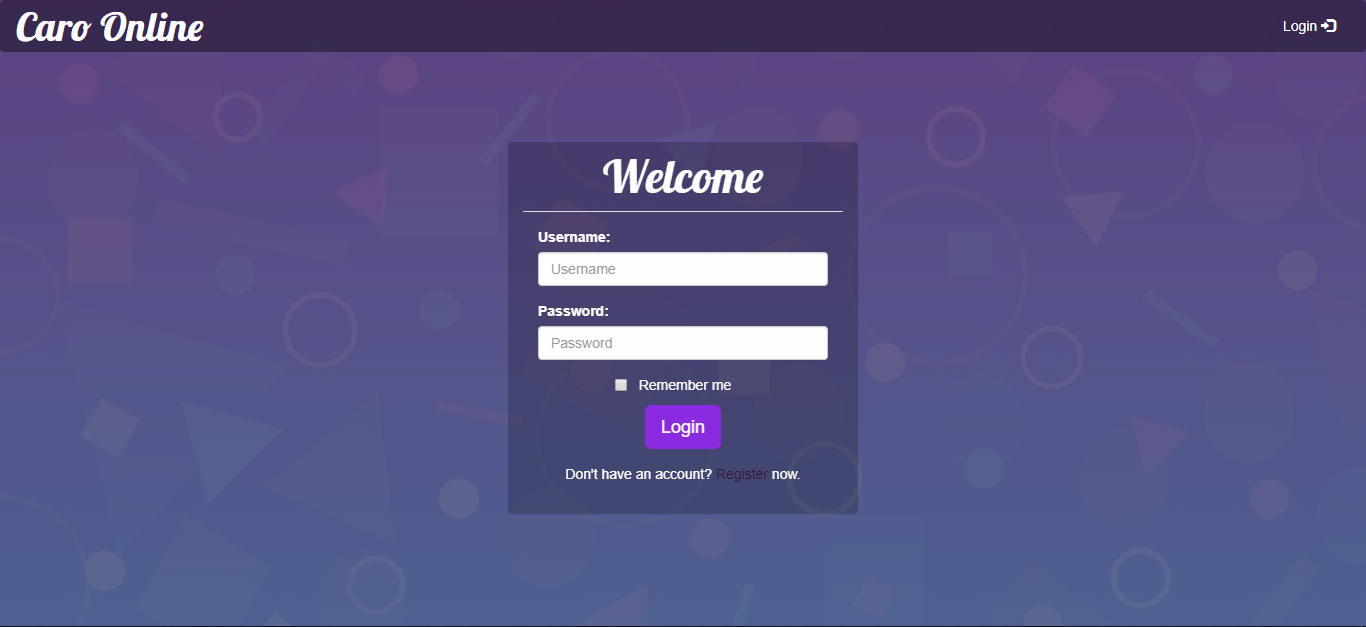 Caro Online
Login
Welcome
Username:
Username
Password:
Password
Remember me
Login
Don't have an account? Register now.